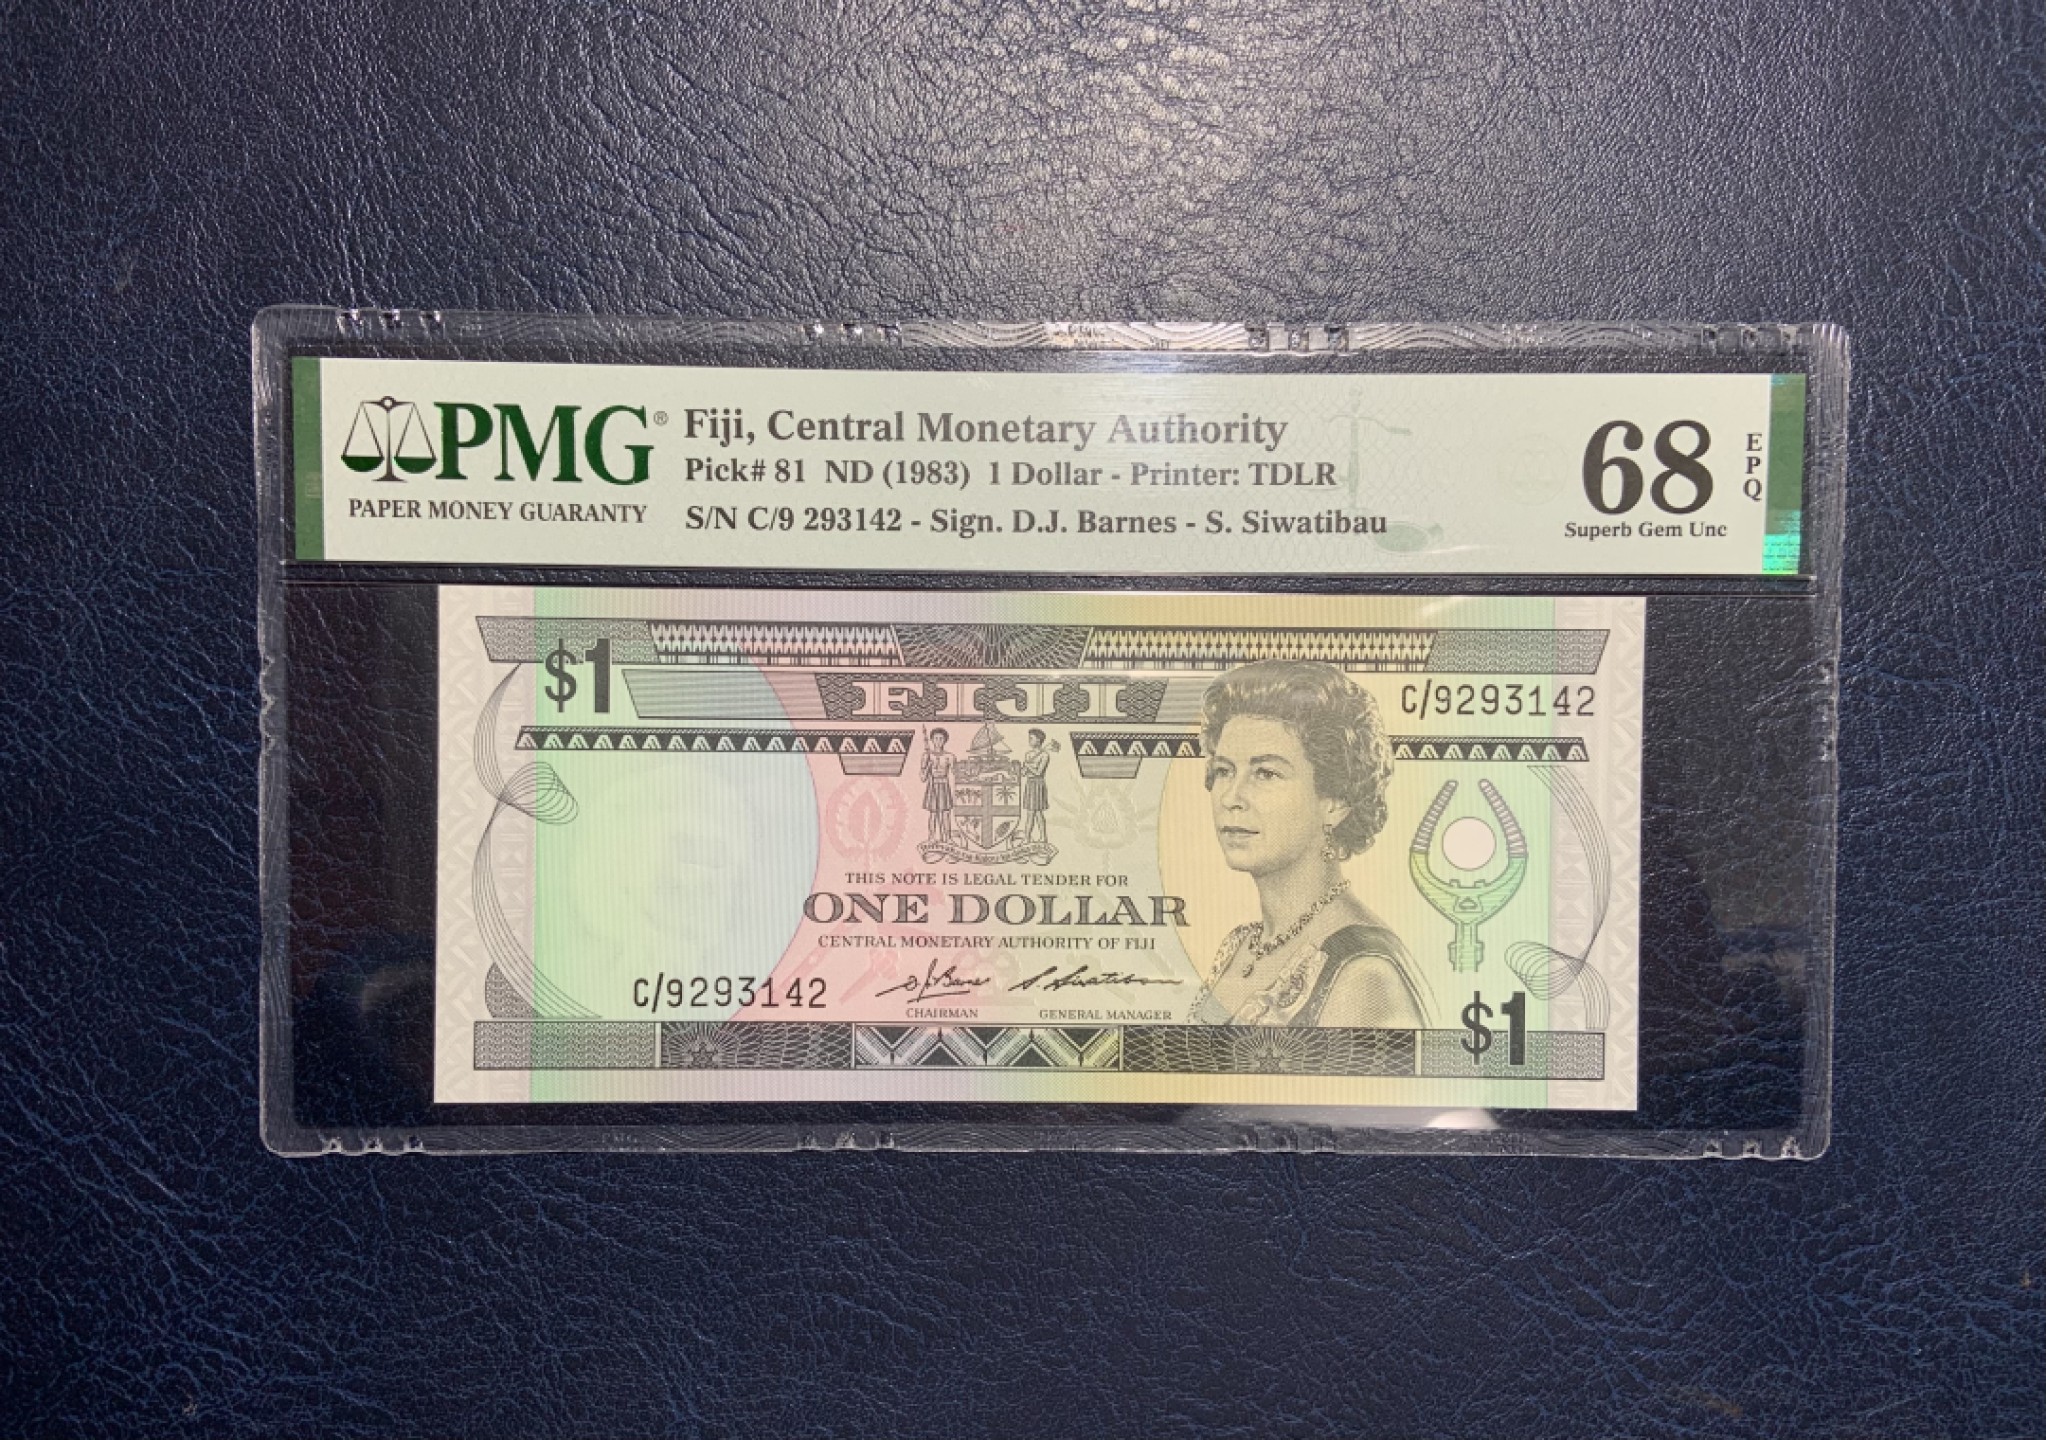 PMG®
PAPER MONEY GUARANTY
Fiji, Central Monetary Authority
Pick# 81 ND (1983) 1 Dollar - Printer: TDLR
S/N C/9 293142 - Sign. D.J. Barnes - S. Siwatibau
68
EPQ
Superb Gem Unc
$1
FIJI
C/9293142
THIS NOTE IS LEGAL TENDER FOR
ONE DOLLAR
CENTRAL MONETARY AUTHORITY OF FIJI
C/9293142
CHAIRMAN
GENERAL MANAGER
$1